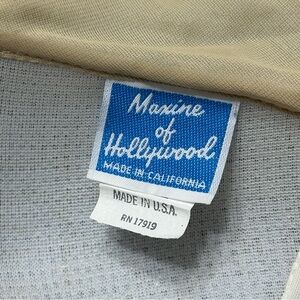 Maxine
of
Hollywood
MADE IN CALIFORNIA
MADE IN U.S.A.
RN 17919